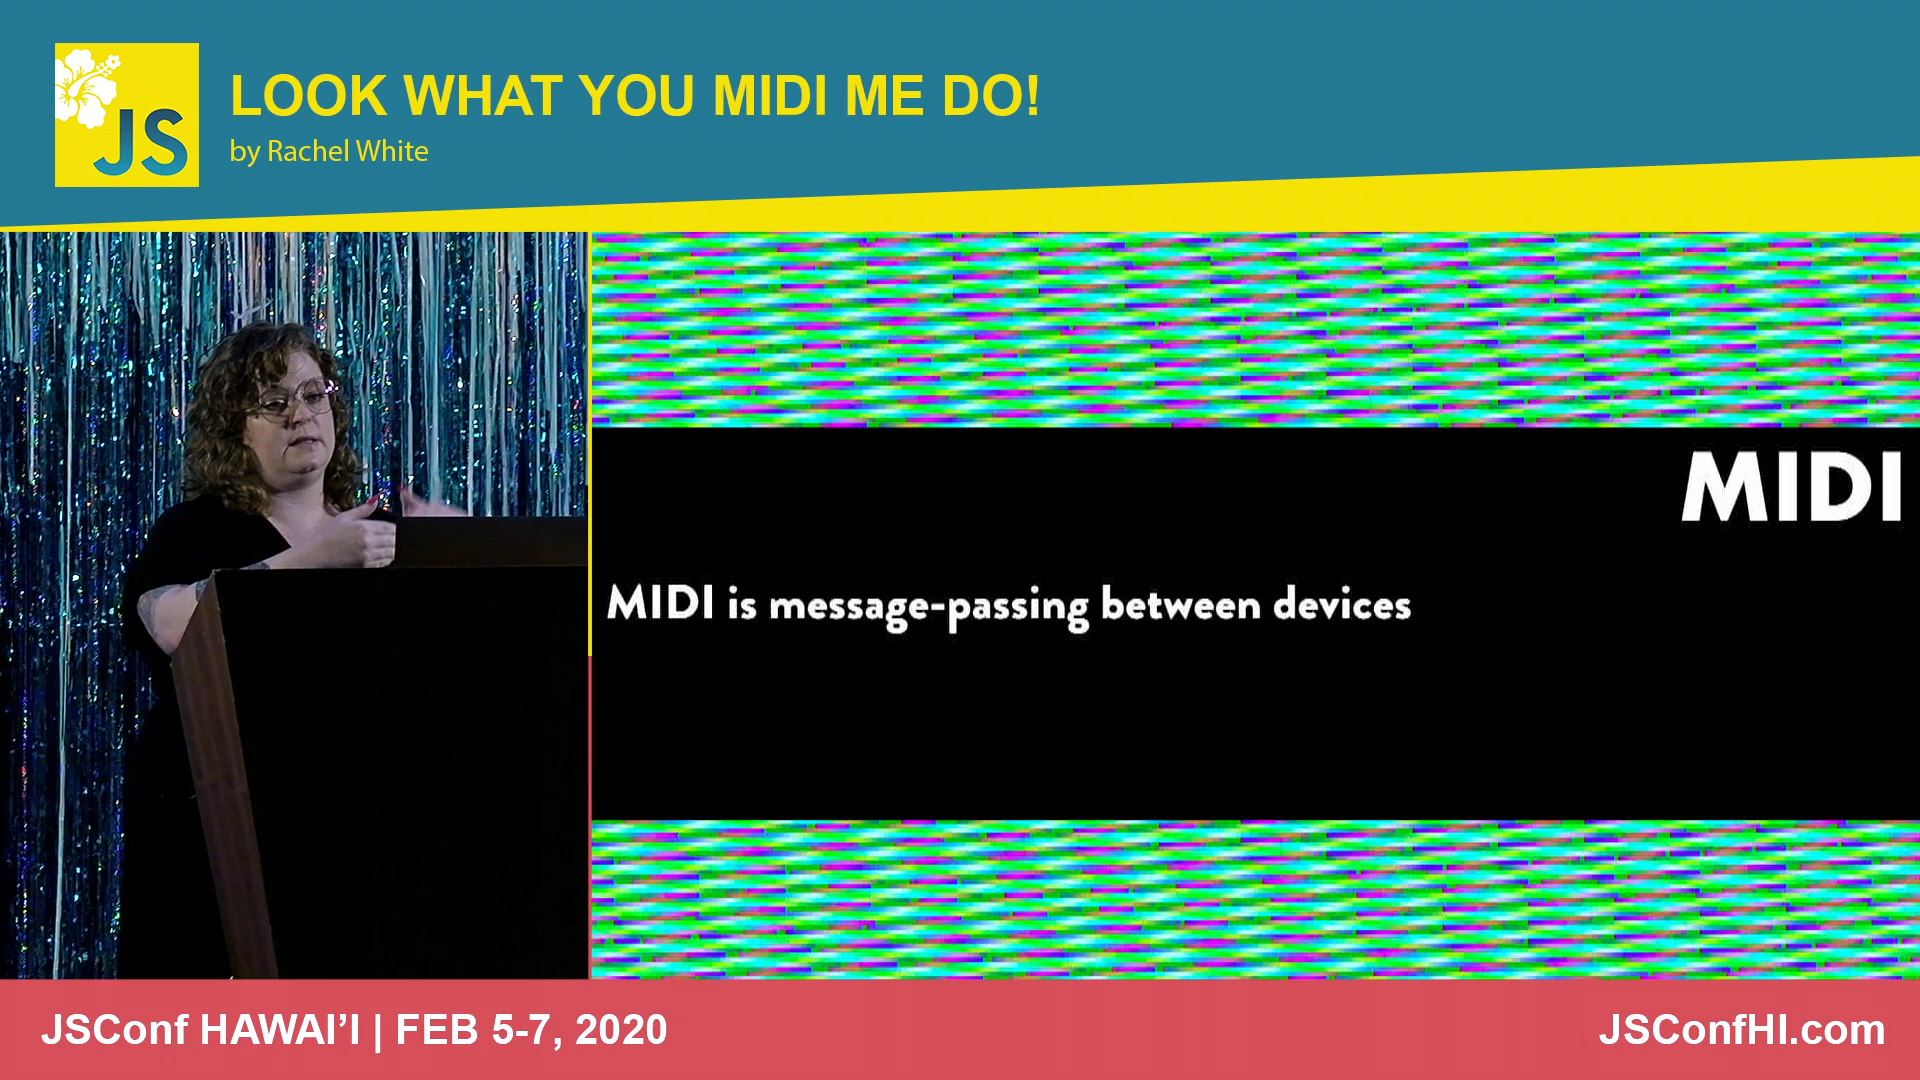 JS
LOOK WHAT YOU MIDI ME DO!
by Rachel White
MIDI
MIDI is message-passing between devices
JSConf HAWAI’I | FEB 5-7, 2020
JSConfHI.com